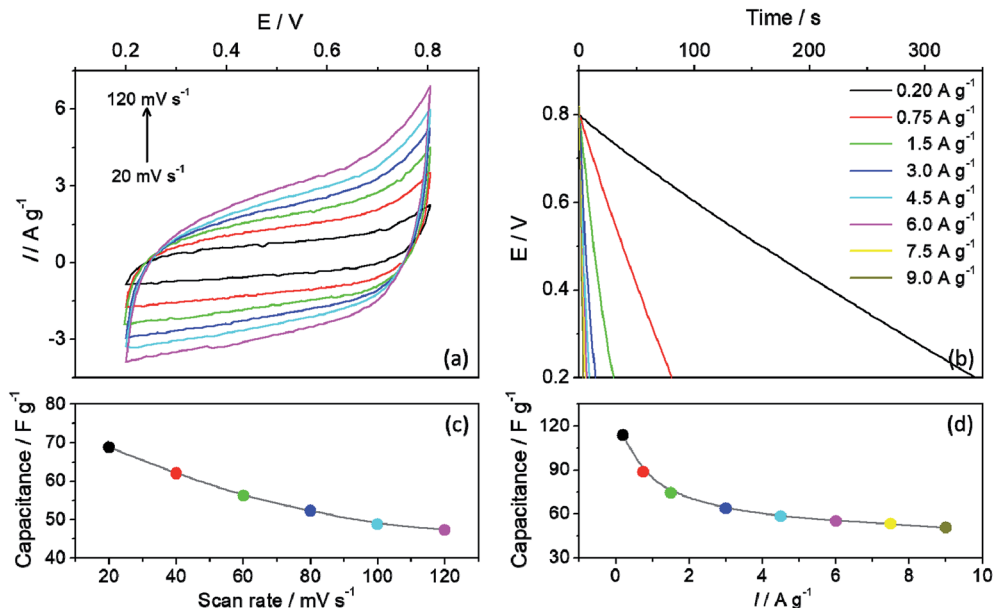 E / V
0.2 0.4 0.6 0.8
6
3
0
-3
I / A g⁻¹
120 mV s⁻¹
20 mV s⁻¹
(a)
Time / s
0 100 200 300
0.8
0.6
0.4
0.2
E / V
0.20 A g⁻¹
0.75 A g⁻¹
1.5 A g⁻¹
3.0 A g⁻¹
4.5 A g⁻¹
6.0 A g⁻¹
7.5 A g⁻¹
9.0 A g⁻¹
(b)
80
70
60
50
40
Capacitance / F g⁻¹
(c)
20 40 60 80 100 120
Scan rate / mV s⁻¹
120
90
60
30
Capacitance / F g⁻¹
(d)
0 2 4 6 8 10
I / A g⁻¹